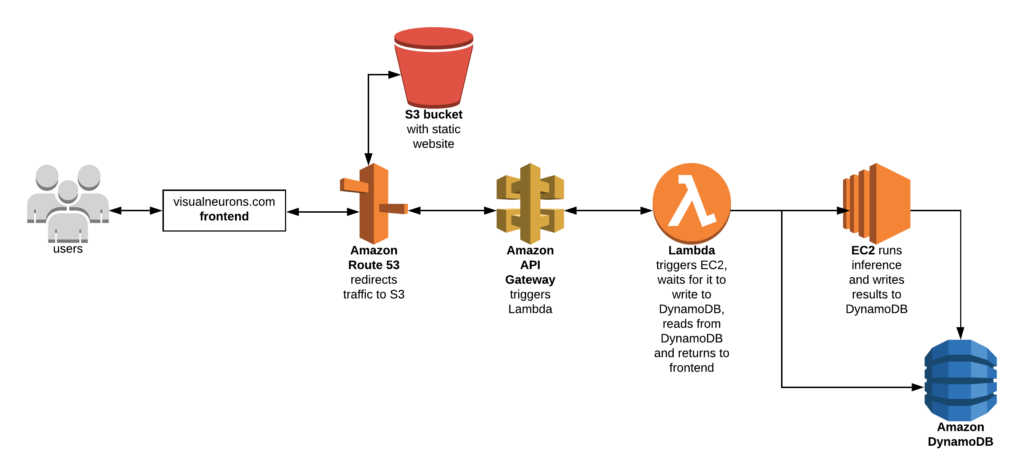 S3 bucket
with static
website
users
visualneurons.com
frontend
Amazon
Route 53
redirects
traffic to S3
Amazon
API
Gateway
triggers
Lambda
Lambda
triggers EC2,
waits for it to
write to
DynamoDB,
reads from
DynamoDB
and returns to
frontend
EC2 runs
inference
and writes
results to
DynamoDB
Amazon
DynamoDB